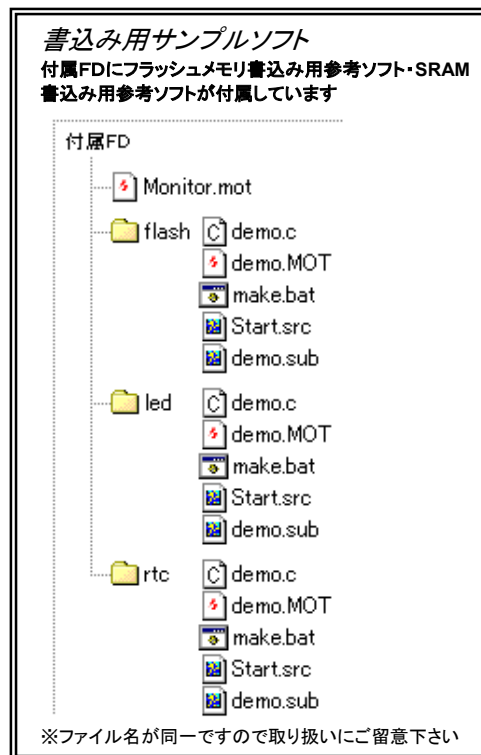 書込み用サンプルソフト
付属FDにフラッシュメモリ書込み用参考ソフト・SRAM
書込み用参考ソフトが付属しています
付属FD
Monitor.mot
flash demo.c
demo.MOT
make.bat
Start.src
demo.sub
led demo.c
demo.MOT
make.bat
Start.src
demo.sub
rtc demo.c
demo.MOT
make.bat
Start.src
demo.sub
※ファイル名が同一ですので取り扱いにご留意下さい